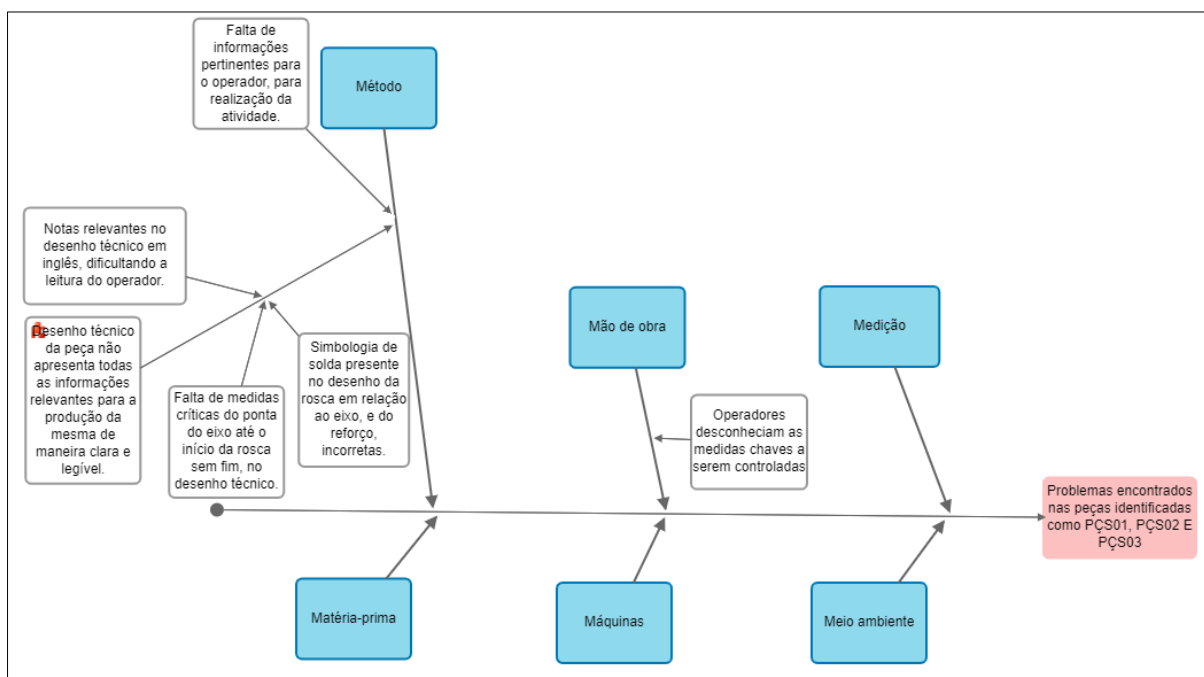 Falta de
informações
pertinentes para
o operador, para
realização da
atividade.
Método
Notas relevantes no
desenho técnico em
inglês, dificultando a
leitura do operador.
Desenho técnico
da peça não
apresenta todas
as informações
relevantes para a
produção da
mesma de
maneira clara e
legível.
Falta de medidas
críticas do ponta
do eixo até o
início da rosca
sem fim, no
desenho técnico.
Simbologia de
solda presente
no desenho da
rosca em relação
ao eixo, e do
reforço,
incorretas.
Mão de obra
Medição
Operadores
desconheciam as
medidas chaves a
serem controladas
Problemas encontrados
nas peças identificadas
como PÇS01, PÇS02 E
PÇS03
Matéria-prima
Máquinas
Meio ambiente